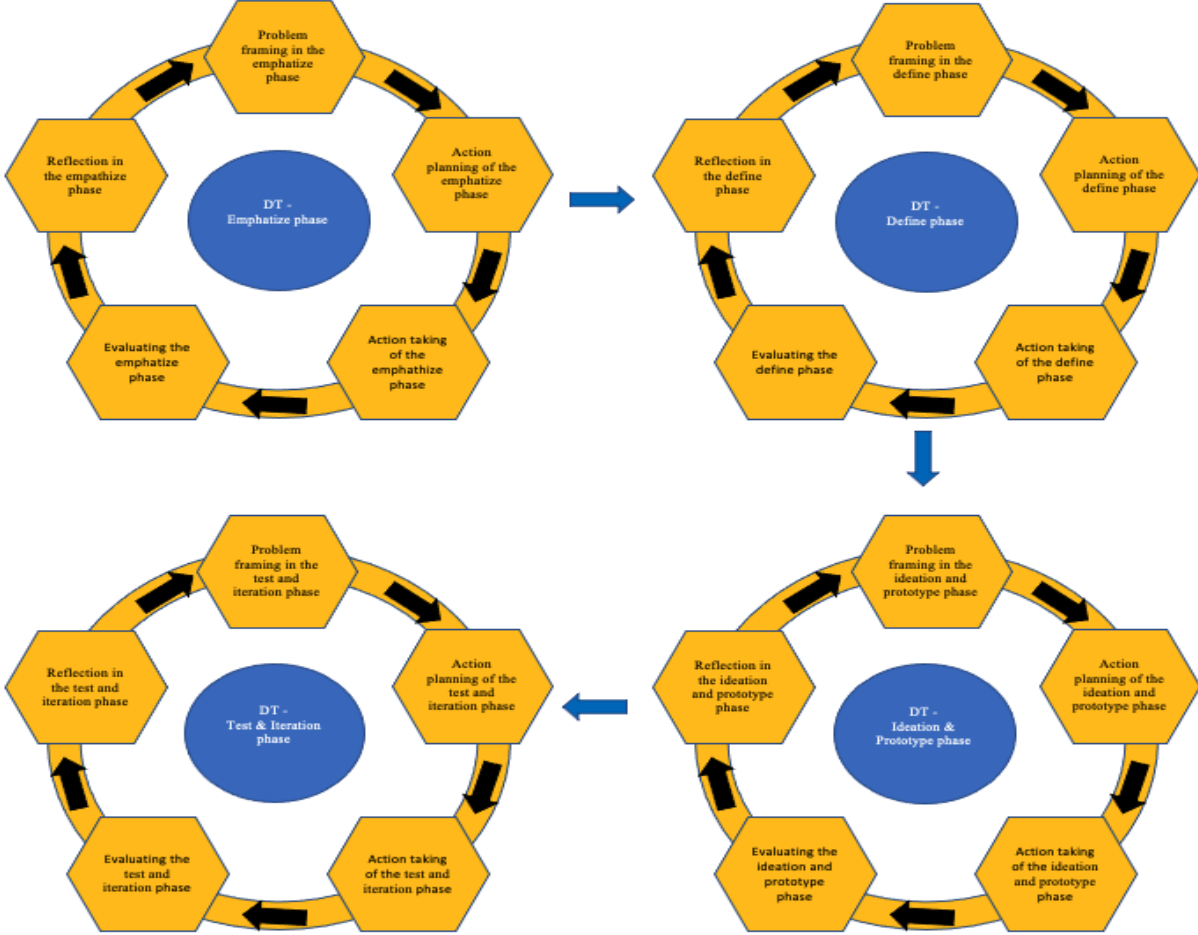 Problem
framing in the
emphatize
phase
Action
planning of the
emphatize
phase
Action taking
of the
emphathize
phase
Evaluating the
emphatize
phase
Reflection in
the empathize
phase
DT -
Emphatize phase
Problem
framing in the
define phase
Action
planning of the
define phase
Action taking
of the define
phase
Evaluating the
define phase
Reflection in
the define
phase
DT -
Define phase
Problem
framing in the
ideation and
prototype phase
Action
planning of the
ideation and
prototype phase
Action taking
of the ideation
and prototype
phase
Evaluating the
ideation and
prototype
phase
Reflection in
the ideation
and prototype
phase
DT -
Ideation &
Prototype phase
Problem
framing in the
test and
iteration phase
Action
planning of the
test and
iteration phase
Action taking
of the test and
iteration phase
Evaluating the
test and
iteration phase
Reflection in
the test and
iteration phase
DT -
Test & Iteration
phase